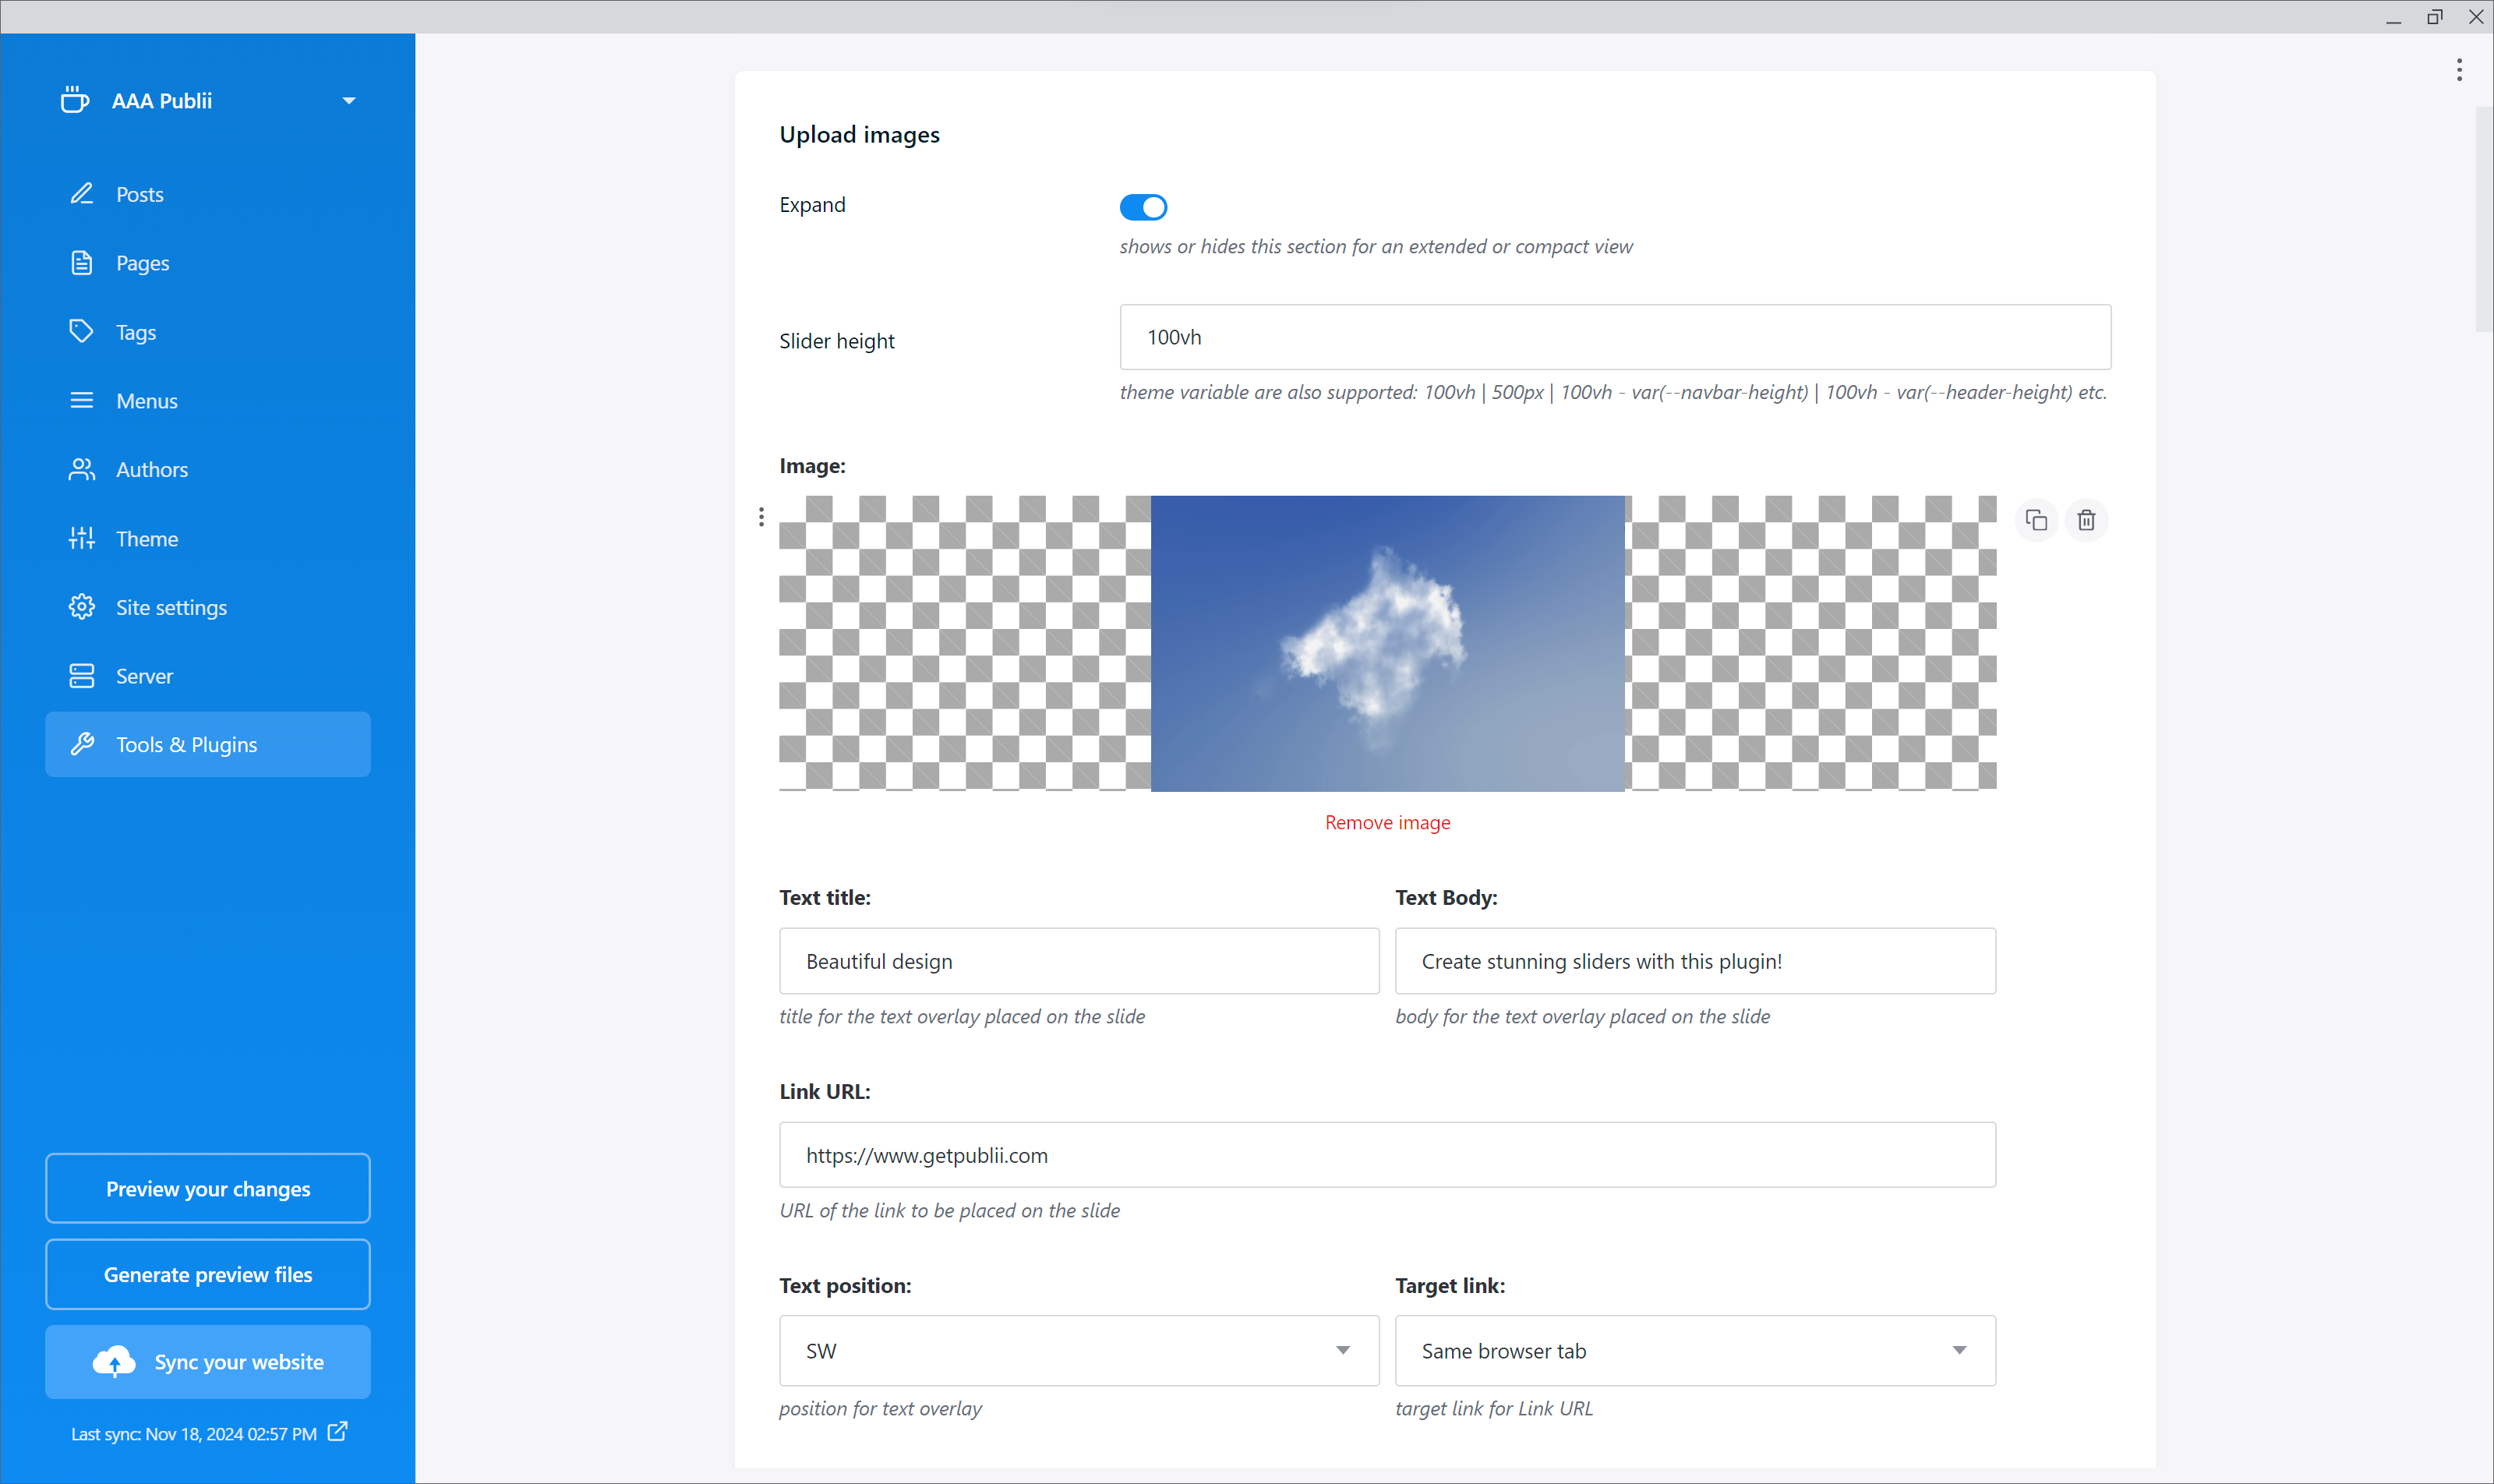 AAA Publii
Posts
Pages
Tags
Menus
Authors
Theme
Site settings
Server
Tools & Plugins
Preview your changes
Generate preview files
Sync your website
Last sync: Nov 18, 2024 02:57 PM
Upload images
Expand
shows or hides this section for an extended or compact view
Slider height
100vh
theme variable are also supported: 100vh | 500px | 100vh - var(--navbar-height) | 100vh - var(--header-height) etc.
Image:
Remove image
Text title:
Text Body:
Beautiful design
Create stunning sliders with this plugin!
title for the text overlay placed on the slide
body for the text overlay placed on the slide
Link URL:
https://www.getpublii.com
URL of the link to be placed on the slide
Text position:
Target link:
SW
Same browser tab
position for text overlay
target link for Link URL